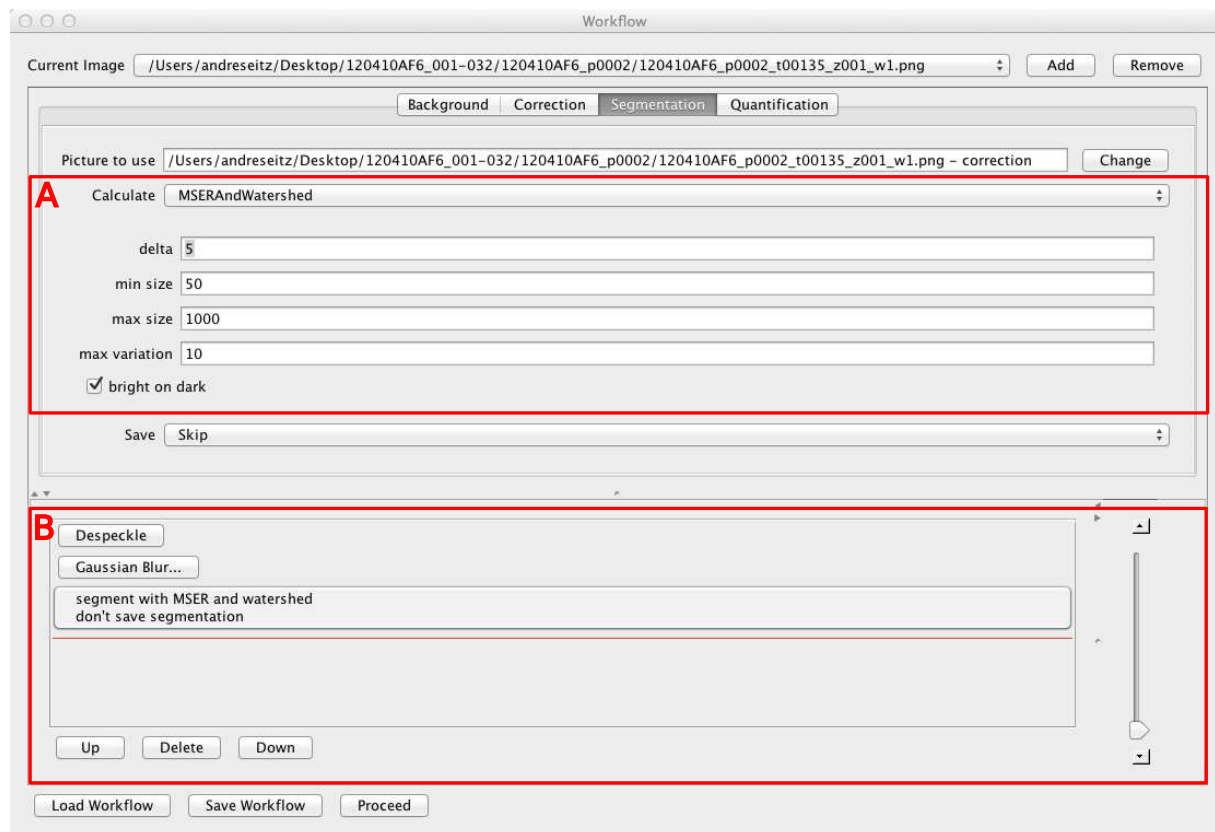 Workflow
Current Image /Users/andreseitz/Desktop/120410AF6_001-032/120410AF6_p0002/120410AF6_p0002_t00135_z001_w1.png Add Remove
Background Correction Segmentation Quantification
Picture to use /Users/andreseitz/Desktop/120410AF6_001-032/120410AF6_p0002/120410AF6_p0002_t00135_z001_w1.png - correction Change
A
Calculate MSERAndWatershed
delta 5
min size 50
max size 1000
max variation 10
bright on dark
Save Skip
B
Despeckle
Gaussian Blur...
segment with MSER and watershed
don't save segmentation
Up Delete Down
Load Workflow Save Workflow Proceed